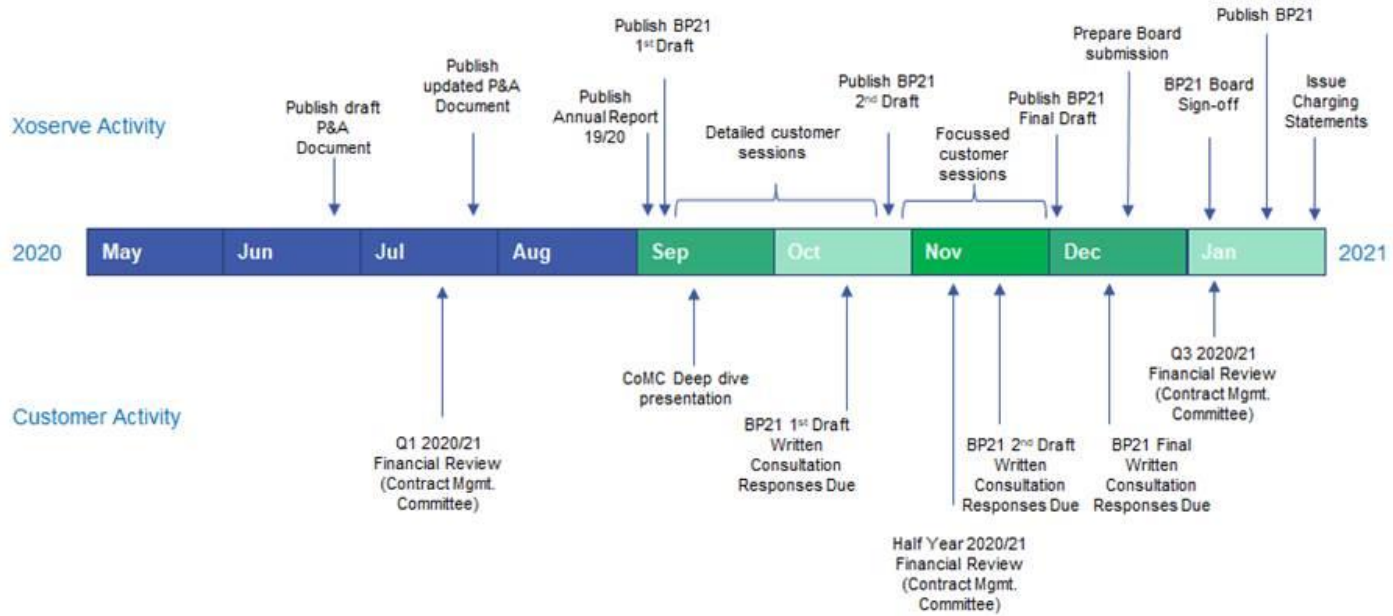 Publish BP21
1st Draft
Publish BP21
Prepare Board
submission
Publish
updated P&A
Document
Publish BP21
2nd Draft
BP21 Board
Sign-off
Issue
Charging
Statements
Publish draft
P&A
Document
Publish
Annual Report
19/20
Publish BP21
Final Draft
Xoserve Activity
Detailed customer
sessions
Focussed
customer
sessions
2020
May
Jun
Jul
Aug
Sep
Oct
Nov
Dec
Jan
2021
Customer Activity
Q1 2020/21
Financial Review
(Contract Mgmt.
Committee)
CoMC Deep dive
presentation
BP21 1st Draft
Written
Consultation
Responses Due
Half Year 2020/21
Financial Review
(Contract Mgmt.
Committee)
BP21 2nd Draft
Written
Consultation
Responses Due
BP21 Final
Written
Consultation
Responses Due
Q3 2020/21
Financial Review
(Contract Mgmt.
Committee)